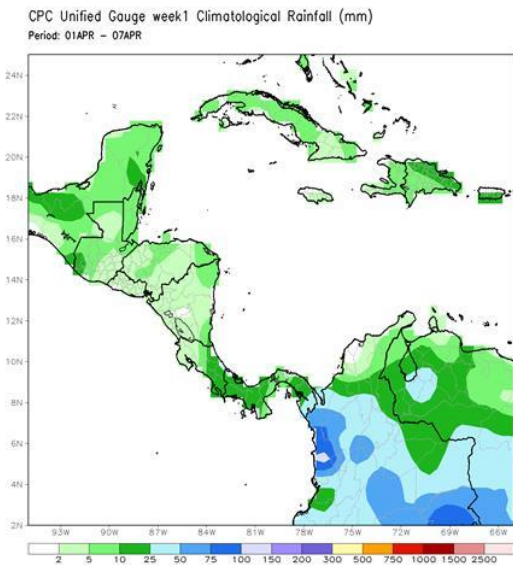 CPC Unified Gauge week1 Climatological Rainfall (mm)
Period: 01APR – 07APR
24N
22N
20N
18N
16N
14N
12N
10N
8N
6N
4N
2N
93W 90W 87W 84W 81W 78W 75W 72W 69W 66W
2 5 10 25 50 75 100 150 200 300 500 750 1000 1500 2500